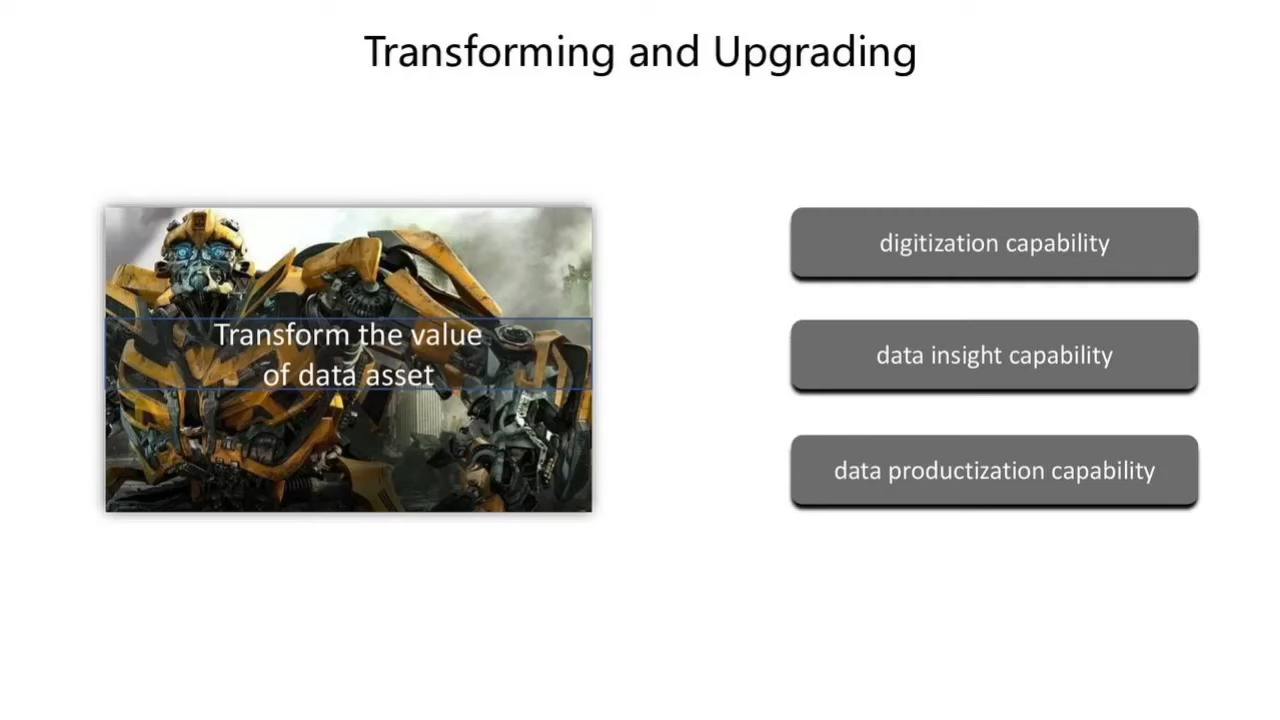 Transforming and Upgrading
Transform the value
of data asset
digitization capability
data insight capability
data productization capability